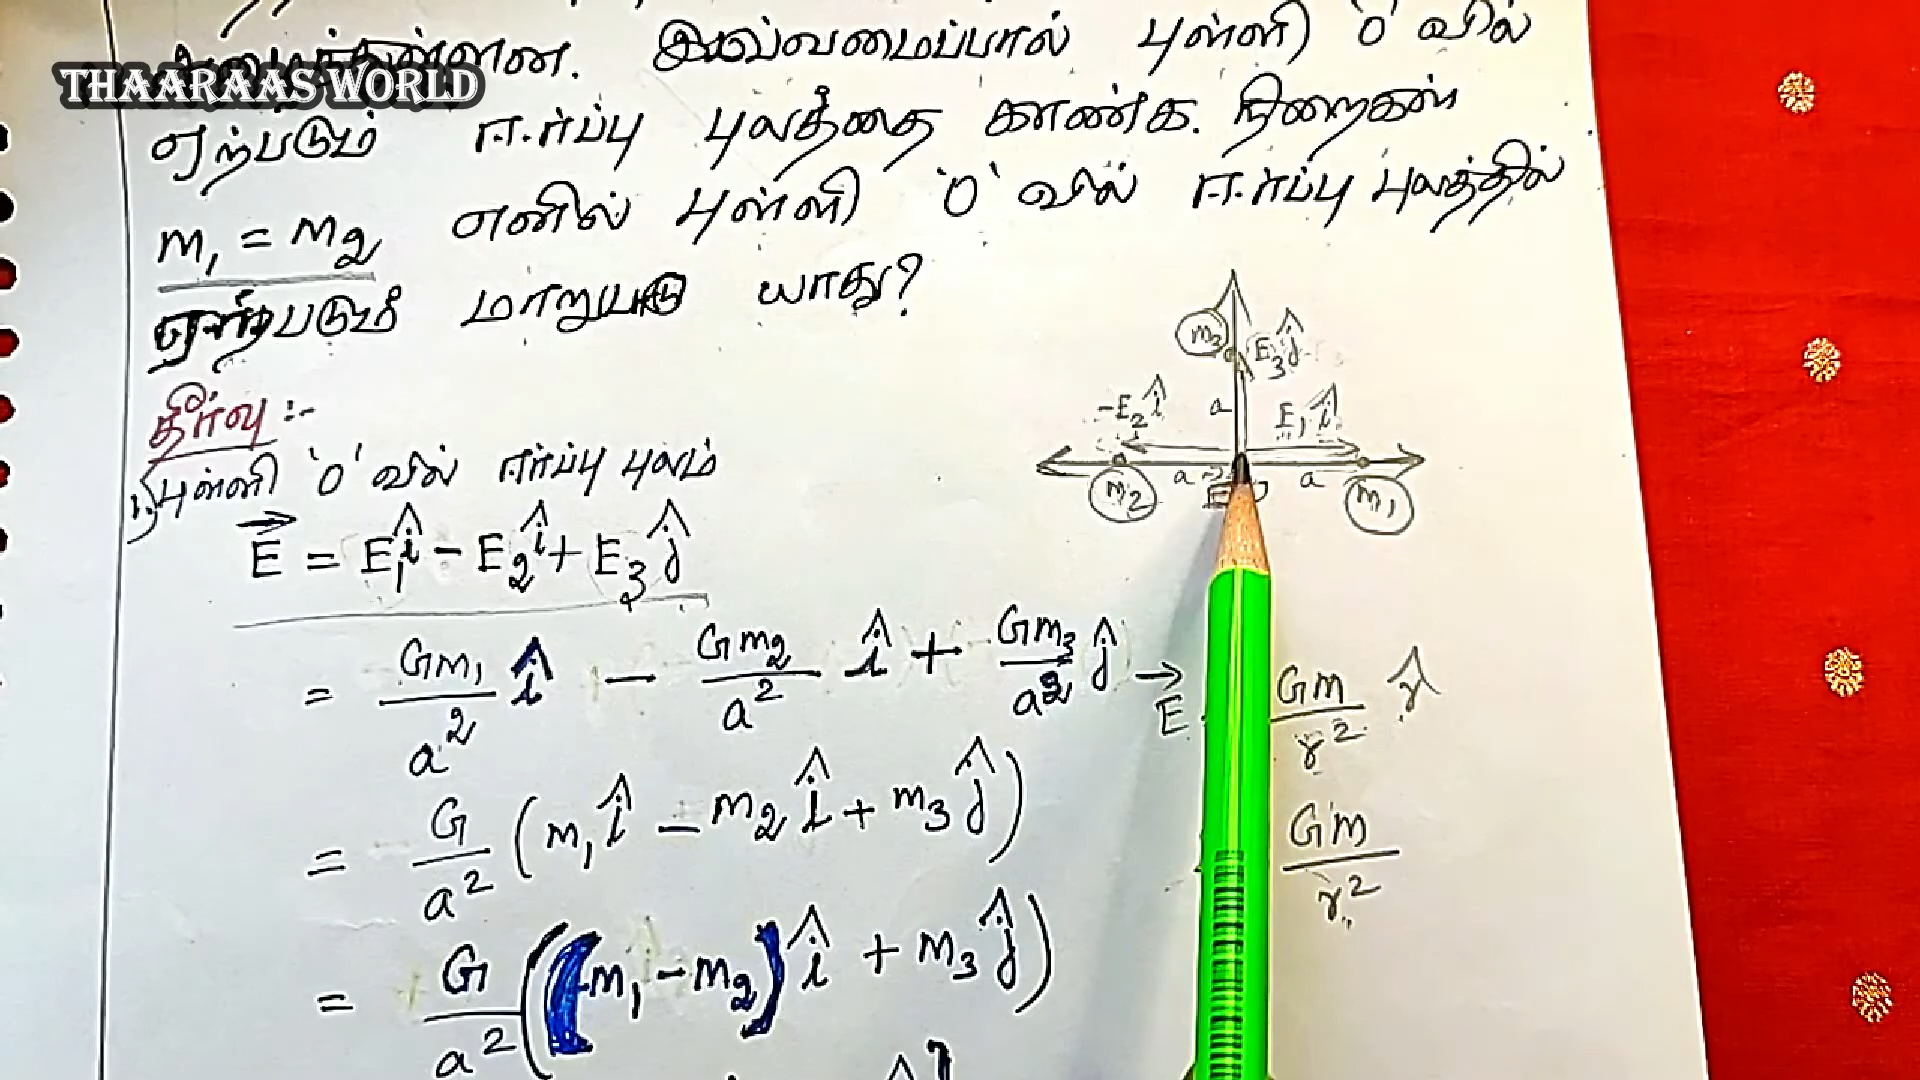 அமைந்துள்ளன. இவ்வமைப்பால் புள்ளி 'O' வில்
THAARAAS WORLD
ஏற்படும் ஈர்ப்பு புலத்தை காண்க. நிறைகள்
m₁ = m₂ எனில் புள்ளி 'O' வில் ஈர்ப்பு புலத்தில்
ஏற்படும் மாறுபாடு யாது?
m₃ E₃ĵ
தீர்வு :-
-E₂î a E₁î
புள்ளி 'O' வில் ஈர்ப்பு புலம்
m₂ a a m₁
E⃗ = E₁î - E₂î + E₃ĵ
= Gm₁/a² î - Gm₂/a² î + Gm₃/a² ĵ
E⃗ Gm/r² r̂
= G/a² (m₁î - m₂î + m₃ĵ)
Gm/r²
= G/a² ((m₁ - m₂)î + m₃ĵ)